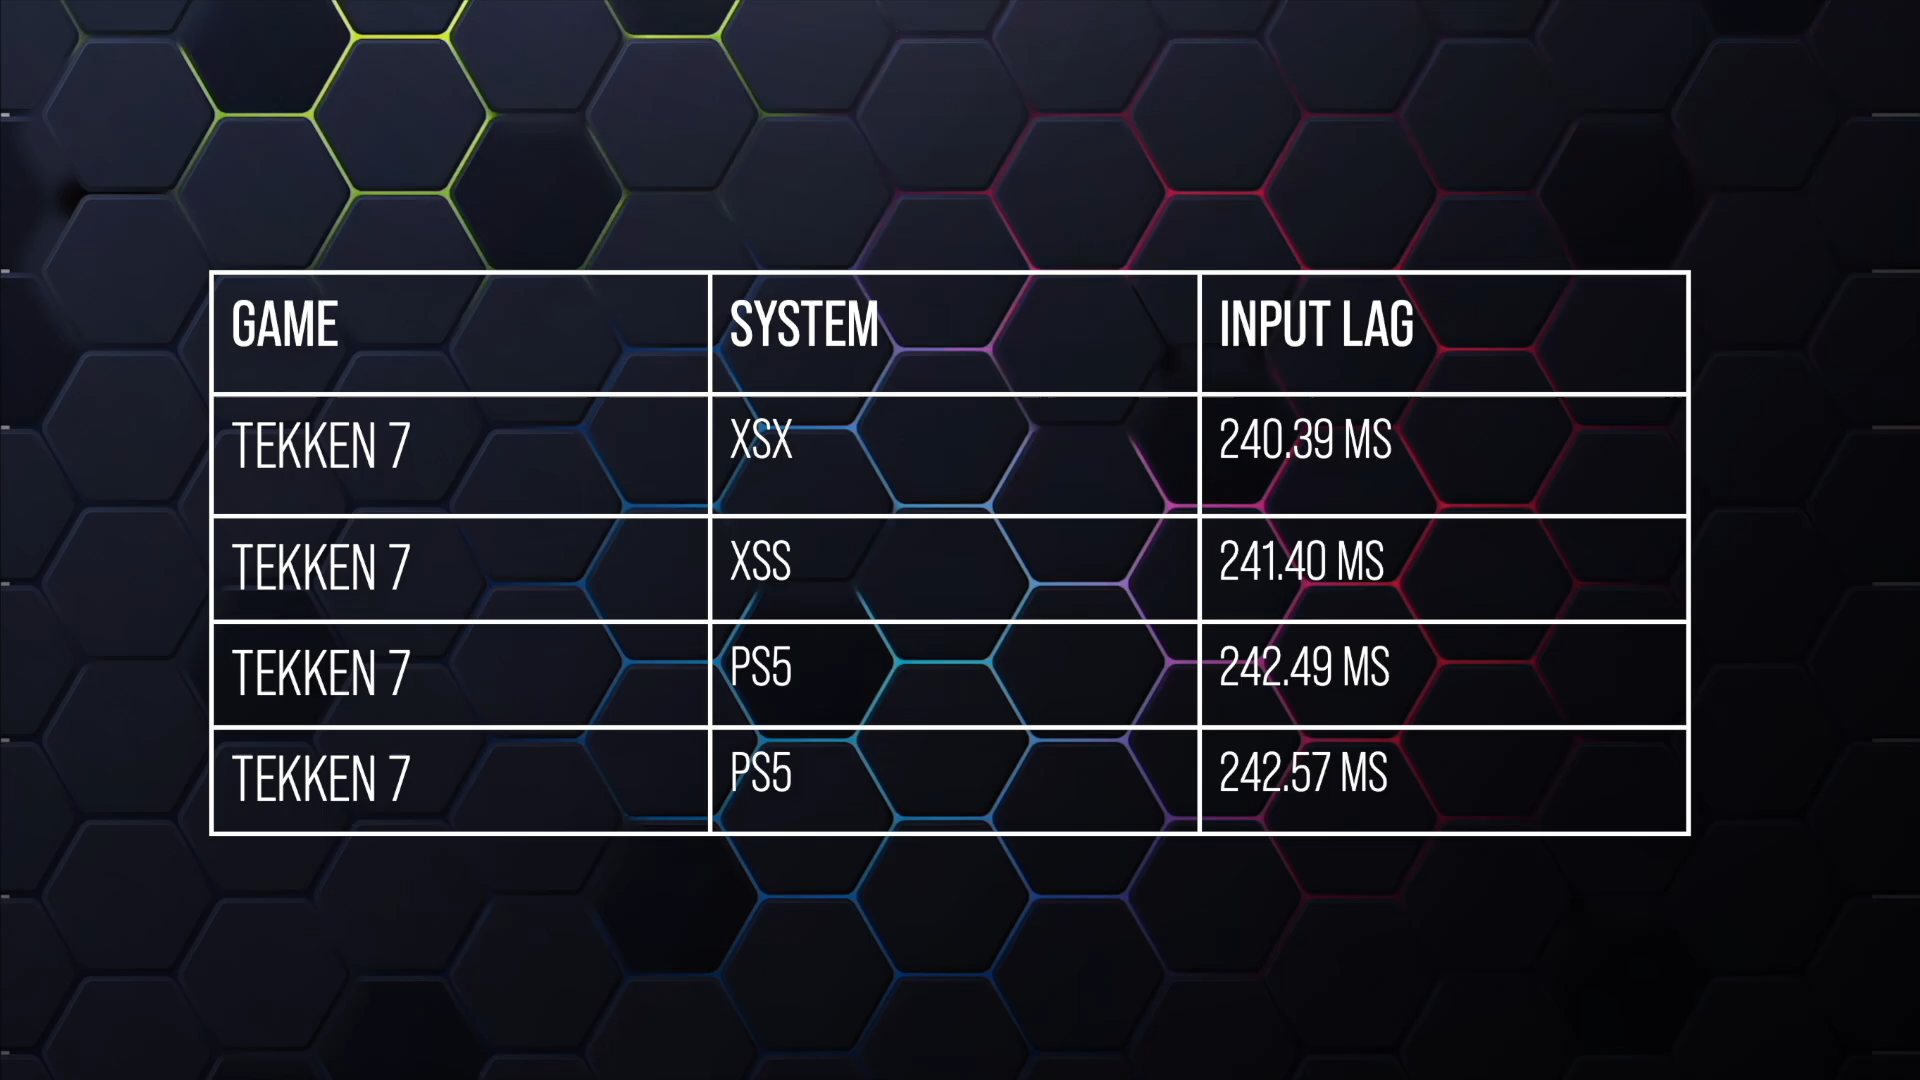 GAME SYSTEM INPUT LAG
TEKKEN 7 XSX 240.39 MS
TEKKEN 7 XSS 241.40 MS
TEKKEN 7 PS5 242.49 MS
TEKKEN 7 PS5 242.57 MS